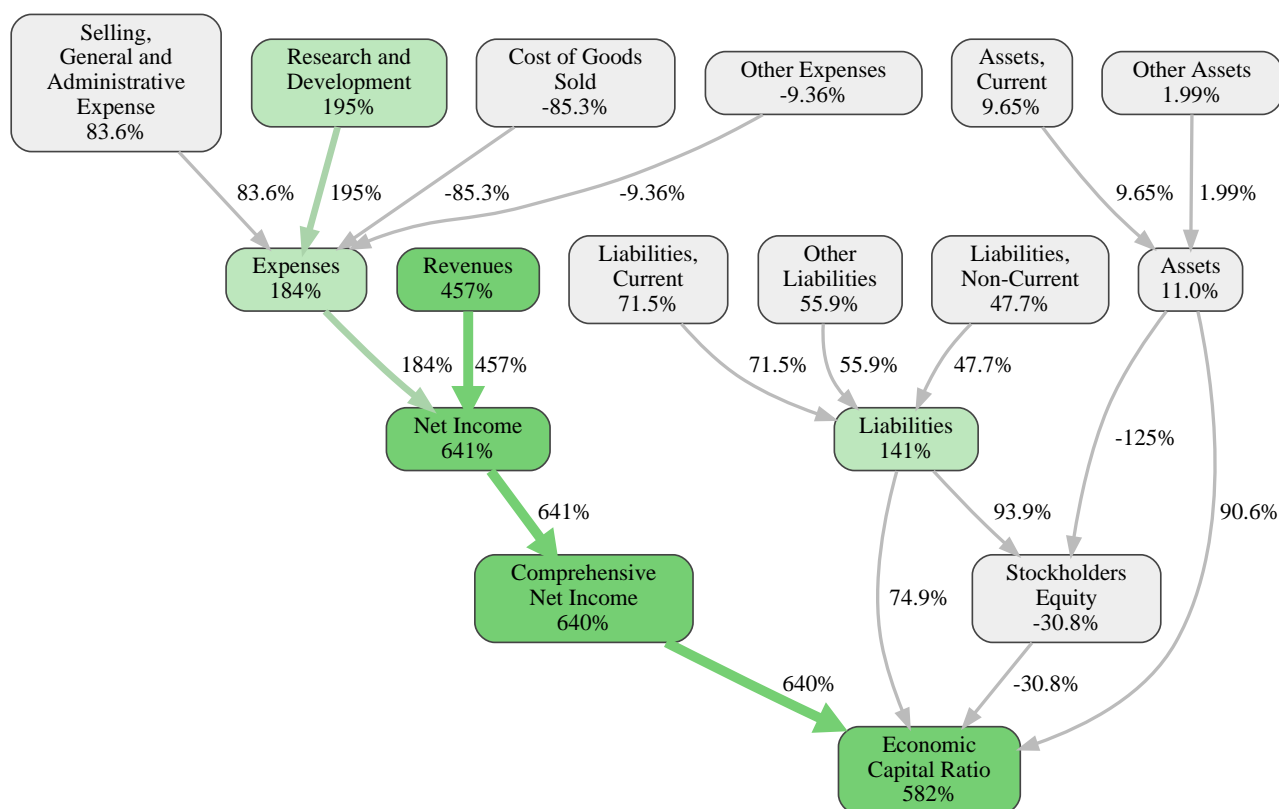 Selling,
General and
Administrative
Expense
83.6%
Research and
Development
195%
Cost of Goods
Sold
-85.3%
Other Expenses
-9.36%
Assets,
Current
9.65%
Other Assets
1.99%
83.6%
195%
-85.3%
-9.36%
9.65%
1.99%
Expenses
184%
Revenues
457%
Liabilities,
Current
71.5%
Other
Liabilities
55.9%
Liabilities,
Non-Current
47.7%
Assets
11.0%
184%
457%
71.5%
55.9%
47.7%
Net Income
641%
Liabilities
141%
-125%
641%
93.9%
90.6%
Comprehensive
Net Income
640%
Stockholders
Equity
-30.8%
74.9%
640%
-30.8%
Economic
Capital Ratio
582%